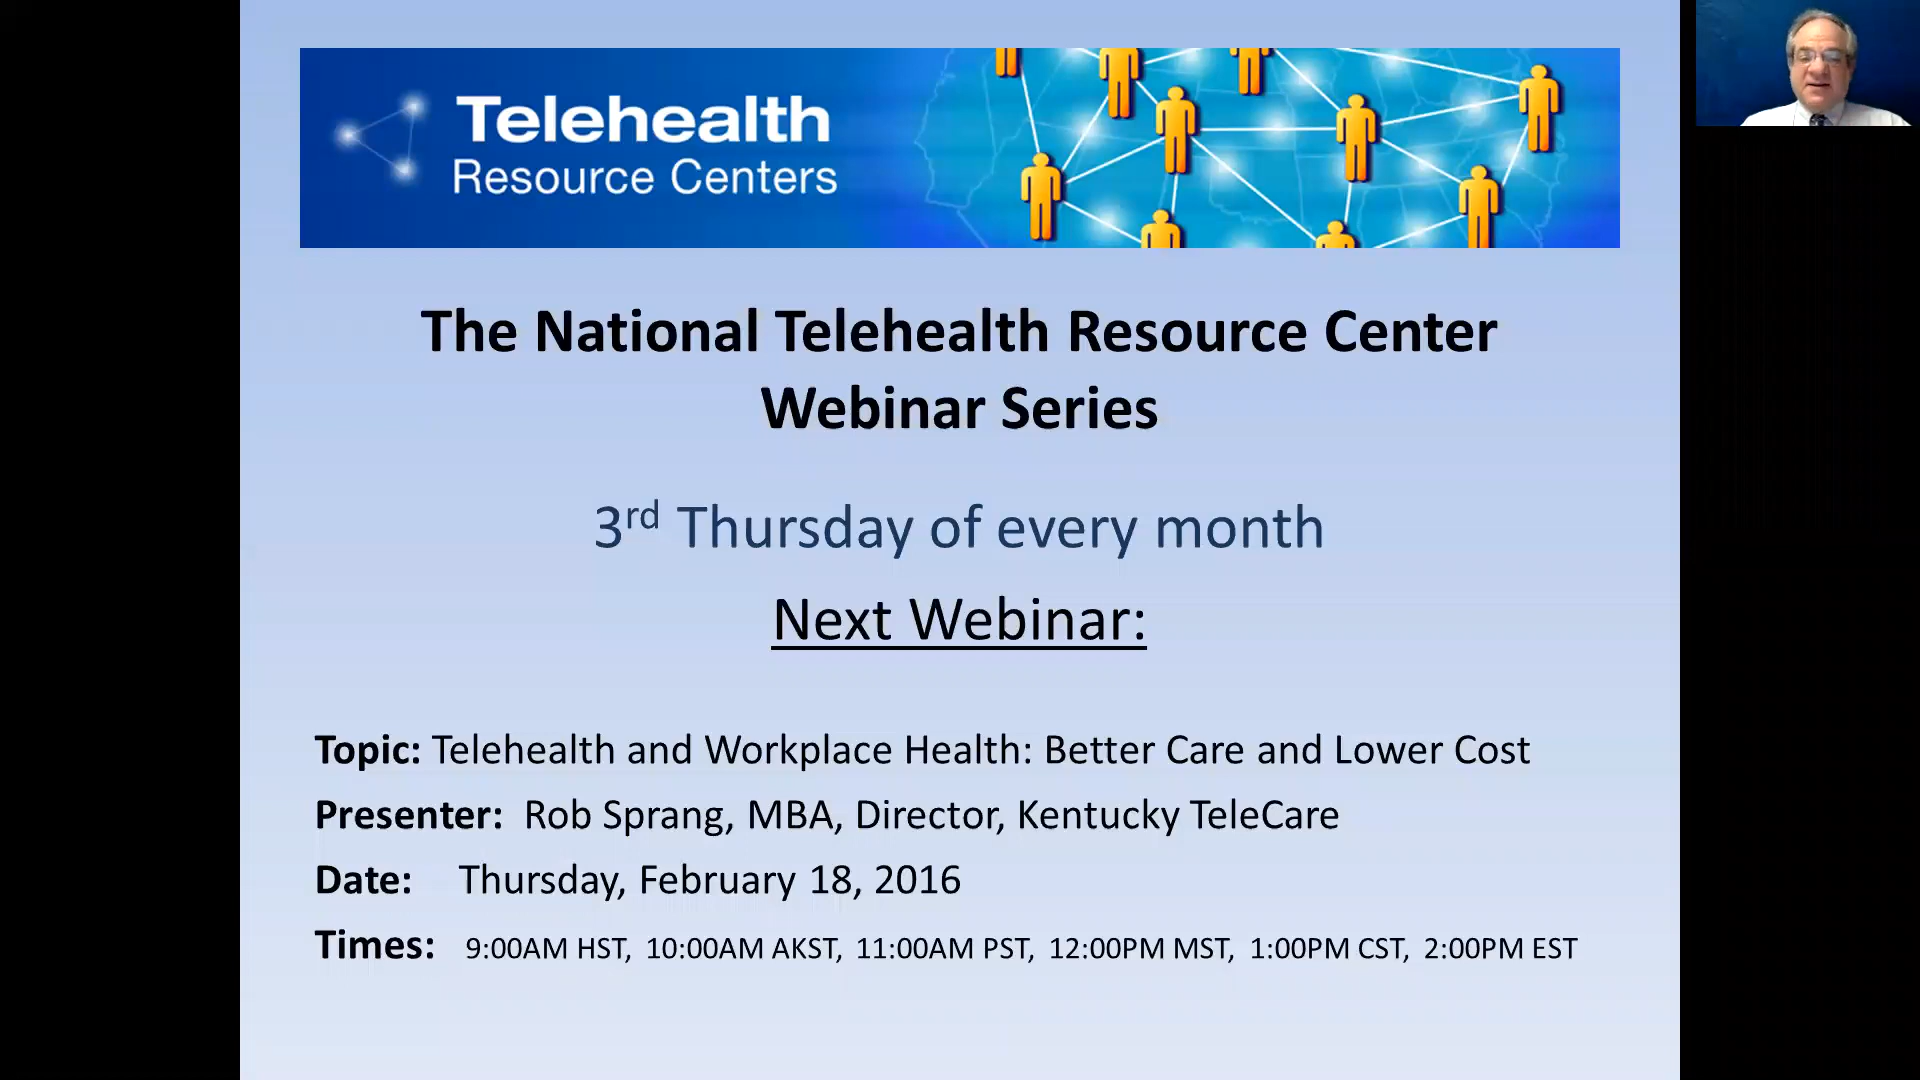 Telehealth
Resource Centers
The National Telehealth Resource Center
Webinar Series
3rd Thursday of every month
Next Webinar:
Topic: Telehealth and Workplace Health: Better Care and Lower Cost
Presenter: Rob Sprang, MBA, Director, Kentucky TeleCare
Date: Thursday, February 18, 2016
Times: 9:00AM HST, 10:00AM AKST, 11:00AM PST, 12:00PM MST, 1:00PM CST, 2:00PM EST